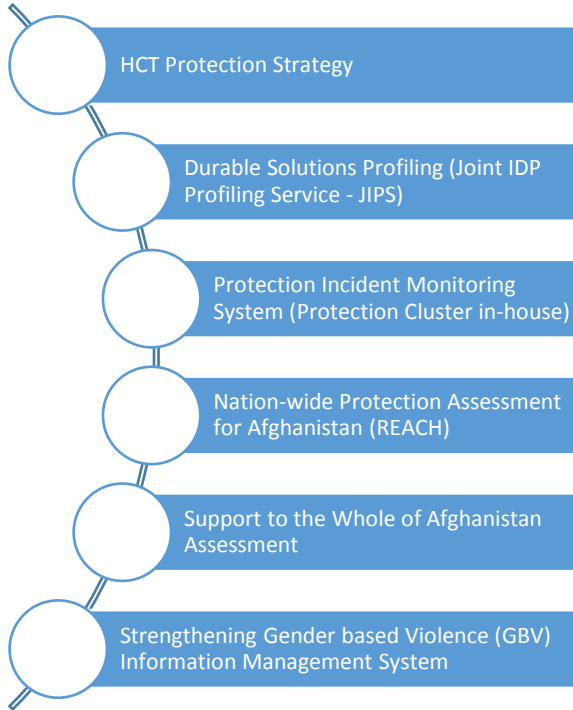 HCT Protection Strategy
Durable Solutions Profiling (Joint IDP
Profiling Service - JIPS)
Protection Incident Monitoring
System (Protection Cluster in-house)
Nation-wide Protection Assessment
for Afghanistan (REACH)
Support to the Whole of Afghanistan
Assessment
Strengthening Gender based Violence (GBV)
Information Management System